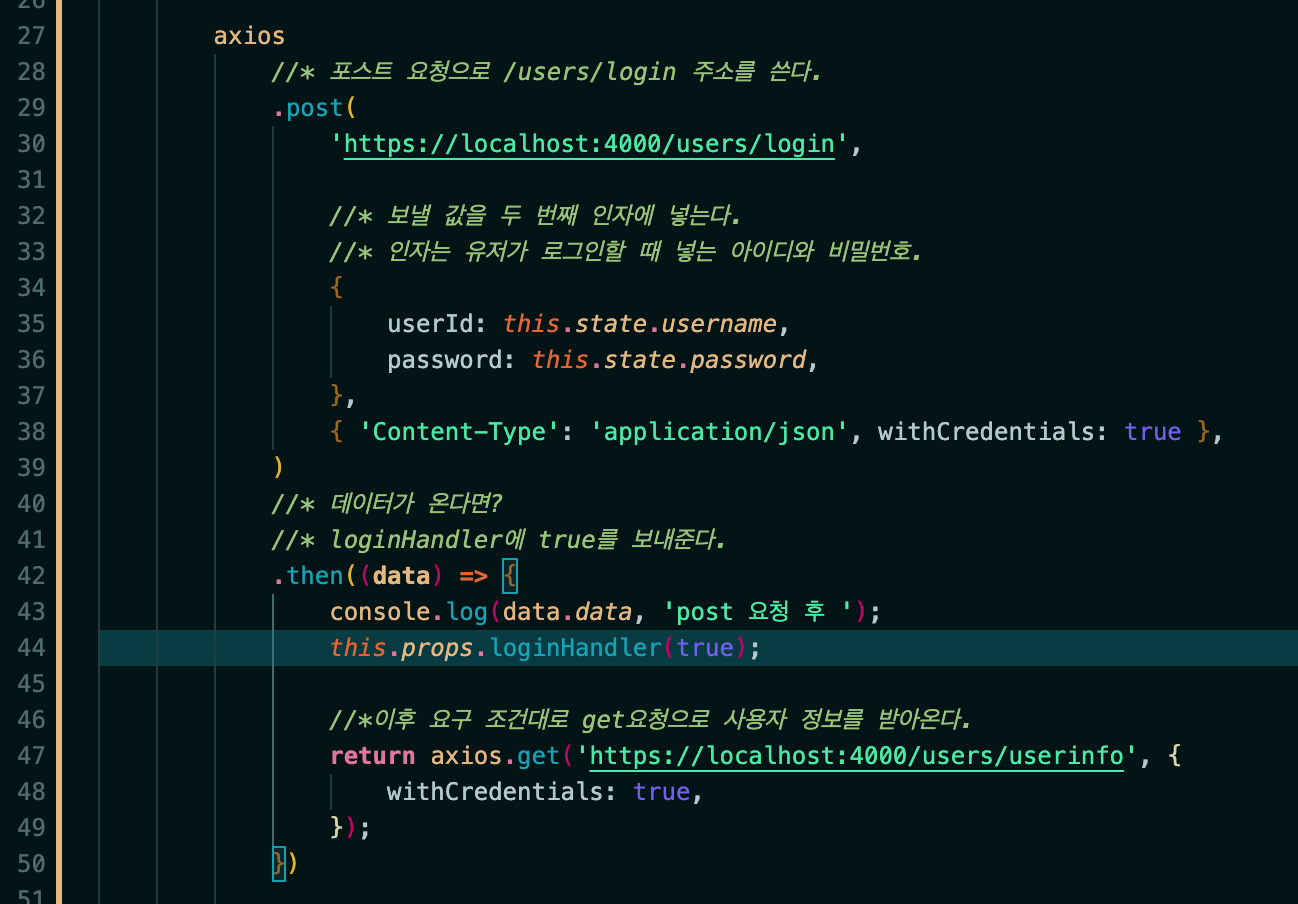 26
27 axios
28 //* 포스트 요청으로 /users/login 주소를 쓴다.
29 .post(
30 'https://localhost:4000/users/login',
31
32 //* 보낼 값을 두 번째 인자에 넣는다.
33 //* 인자는 유저가 로그인할 때 넣는 아이디와 비밀번호.
34 {
35 userId: this.state.username,
36 password: this.state.password,
37 },
38 { 'Content-Type': 'application/json', withCredentials: true },
39 )
40 //* 데이터가 온다면?
41 //* loginHandler에 true를 보내준다.
42 .then((data) => {
43 console.log(data.data, 'post 요청 후 ');
44 this.props.loginHandler(true);
45
46 //*이후 요구 조건대로 get요청으로 사용자 정보를 받아온다.
47 return axios.get('https://localhost:4000/users/userinfo', {
48 withCredentials: true,
49 });
50 })
51